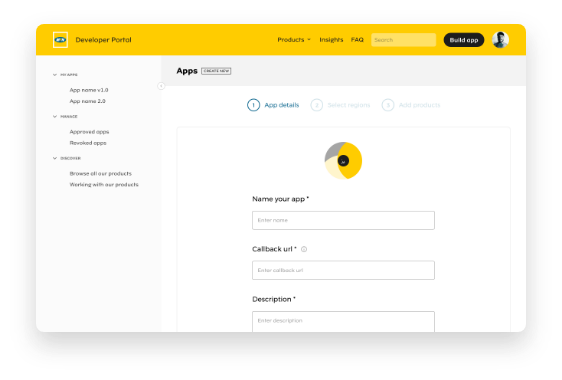 Developer Portal
Products Insights FAQ Search Build app
MY APPS
App name v1.0
App name 2.0
MANAGE
Approved apps
Revoked apps
DISCOVER
Browse all our products
Working with our products
Apps CREATE NEW
1 App details 2 Select regions 3 Add products
Name your app *
Enter name
Callback url *
Enter callback url
Description *
Enter description